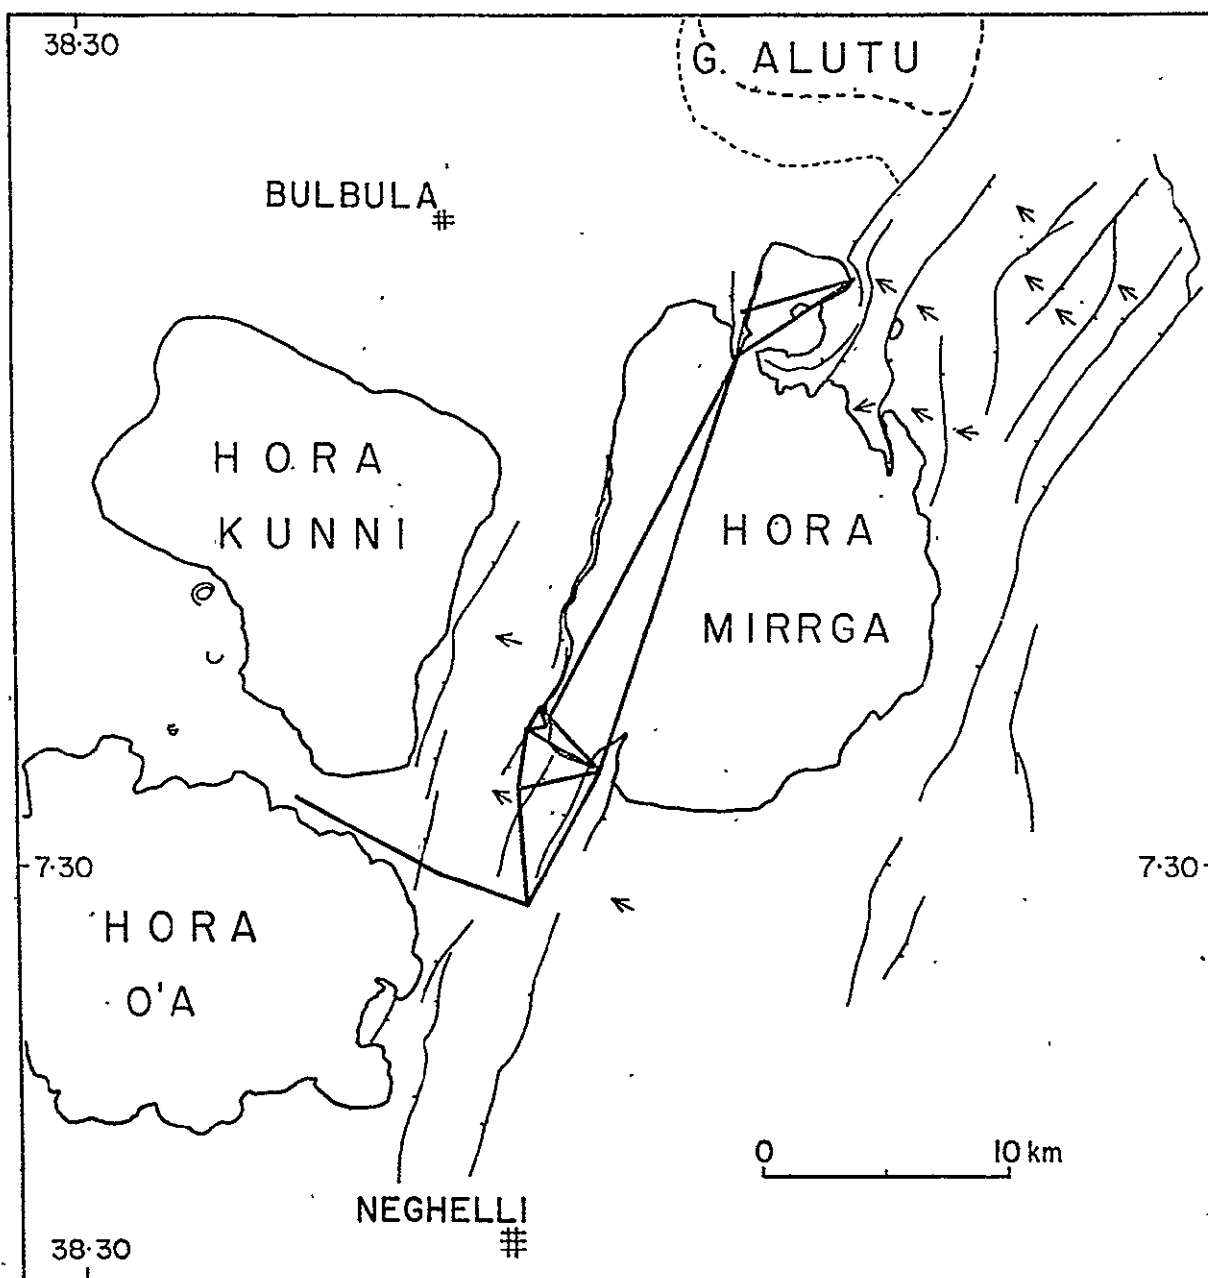 38·30
G. ALUTU
BULBULA
HORA
KUNNI
HORA
MIRRGA
7·30
7·30
HORA
O'A
0
10 km
NEGHELLI
38·30